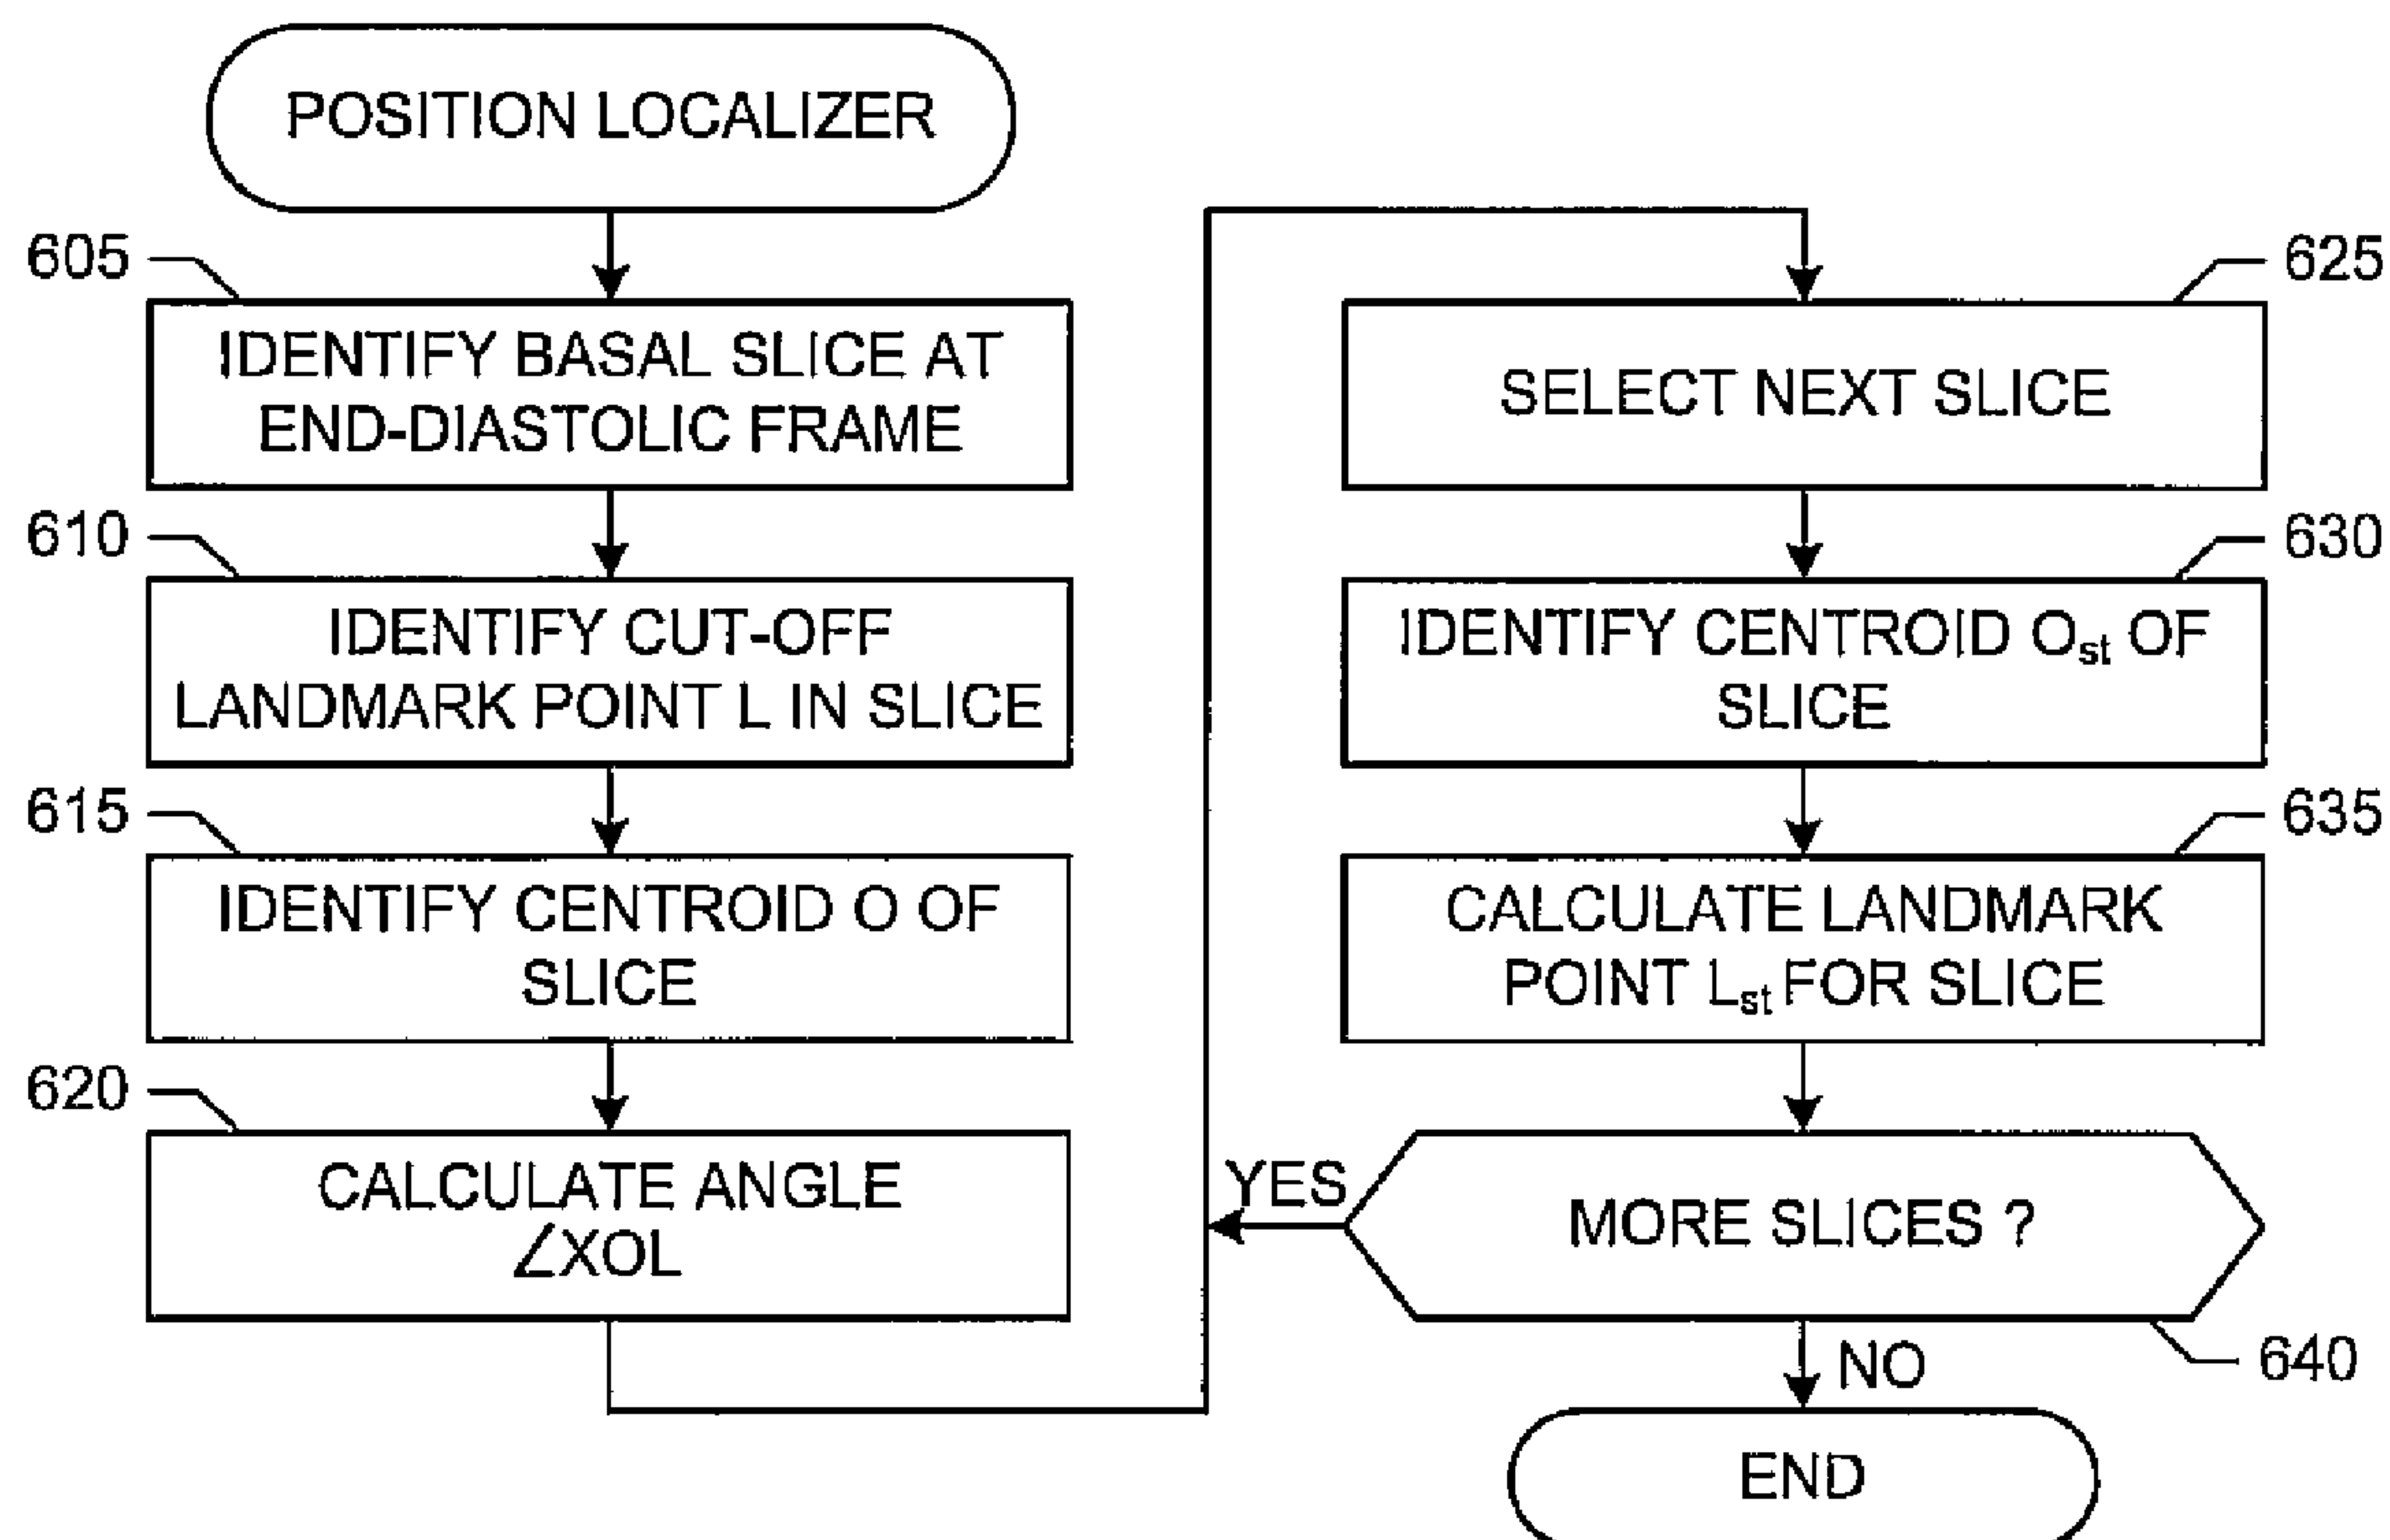 POSITION LOCALIZER
605
IDENTIFY BASAL SLICE AT
END-DIASTOLIC FRAME
610
IDENTIFY CUT-OFF
LANDMARK POINT L IN SLICE
615
IDENTIFY CENTROID O OF
SLICE
620
CALCULATE ANGLE
∠XOL
625
SELECT NEXT SLICE
630
IDENTIFY CENTROID Ost OF
SLICE
635
CALCULATE LANDMARK
POINT Lst FOR SLICE
YES
MORE SLICES ?
640
NO
END